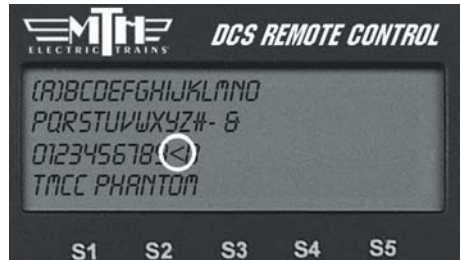 MTH
ELECTRIC TRAINS
DCS REMOTE CONTROL
(A)BCDEFGHIJKLMNO
PQRSTUVWXYZ#- &
0123456789<D
TMCC PHANTOM
S1 S2 S3 S4 S5